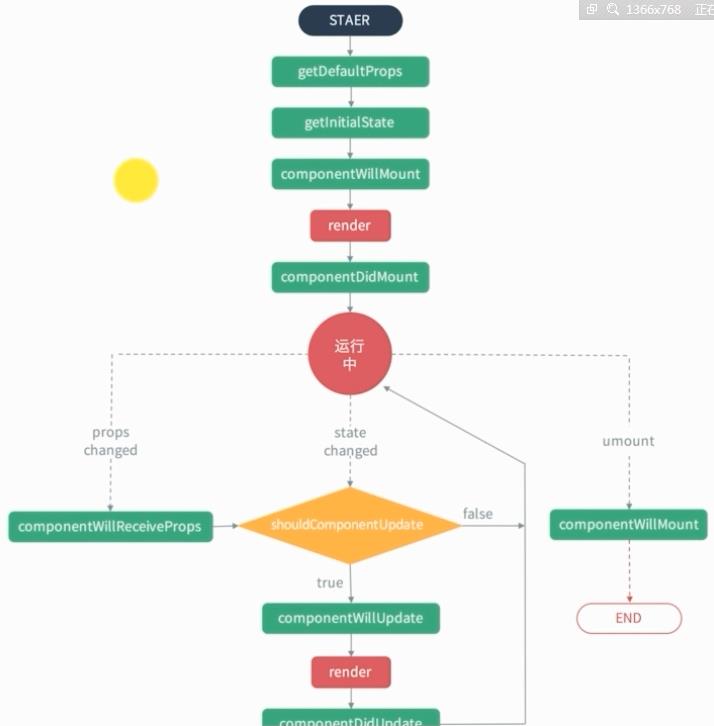 1366x768 正在
STAER
getDefaultProps
getInitialState
componentWillMount
render
componentDidMount
运行
中
props
changed
state
changed
umount
componentWillReceiveProps
shouldComponentUpdate
false
componentWillMount
true
componentWillUpdate
END
render
componentDidUpdate